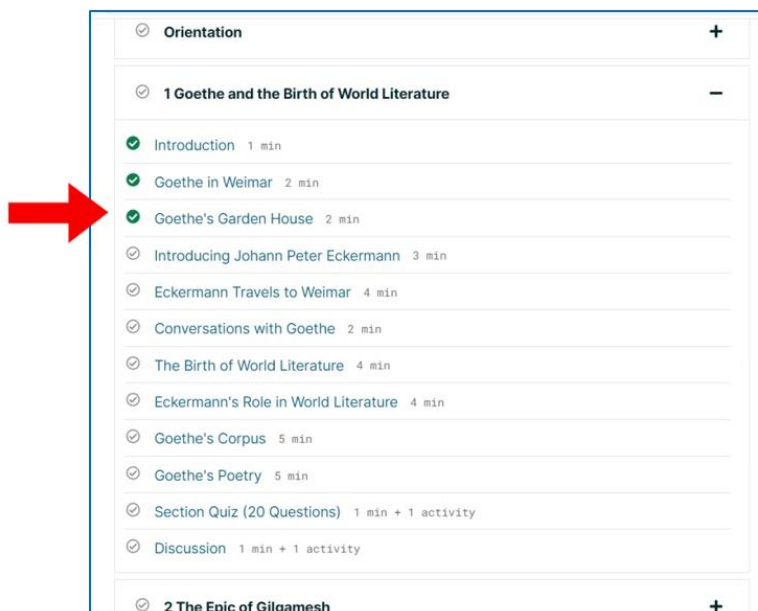 Orientation
1 Goethe and the Birth of World Literature
Introduction 1 min
Goethe in Weimar 2 min
Goethe's Garden House 2 min
Introducing Johann Peter Eckermann 3 min
Eckermann Travels to Weimar 4 min
Conversations with Goethe 2 min
The Birth of World Literature 4 min
Eckermann's Role in World Literature 4 min
Goethe's Corpus 5 min
Goethe's Poetry 5 min
Section Quiz (20 Questions) 1 min + 1 activity
Discussion 1 min + 1 activity
2 The Epic of Gilgamesh